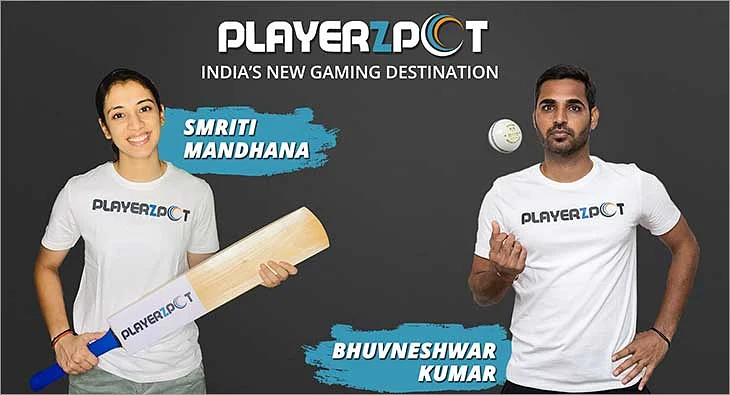 PLAYERZPOT
INDIA'S NEW GAMING DESTINATION
SMRITI
MANDHANA
PLAYERZPOT
PLAYERZPOT
PLAYERZPOT
BHUVNESHWAR
KUMAR